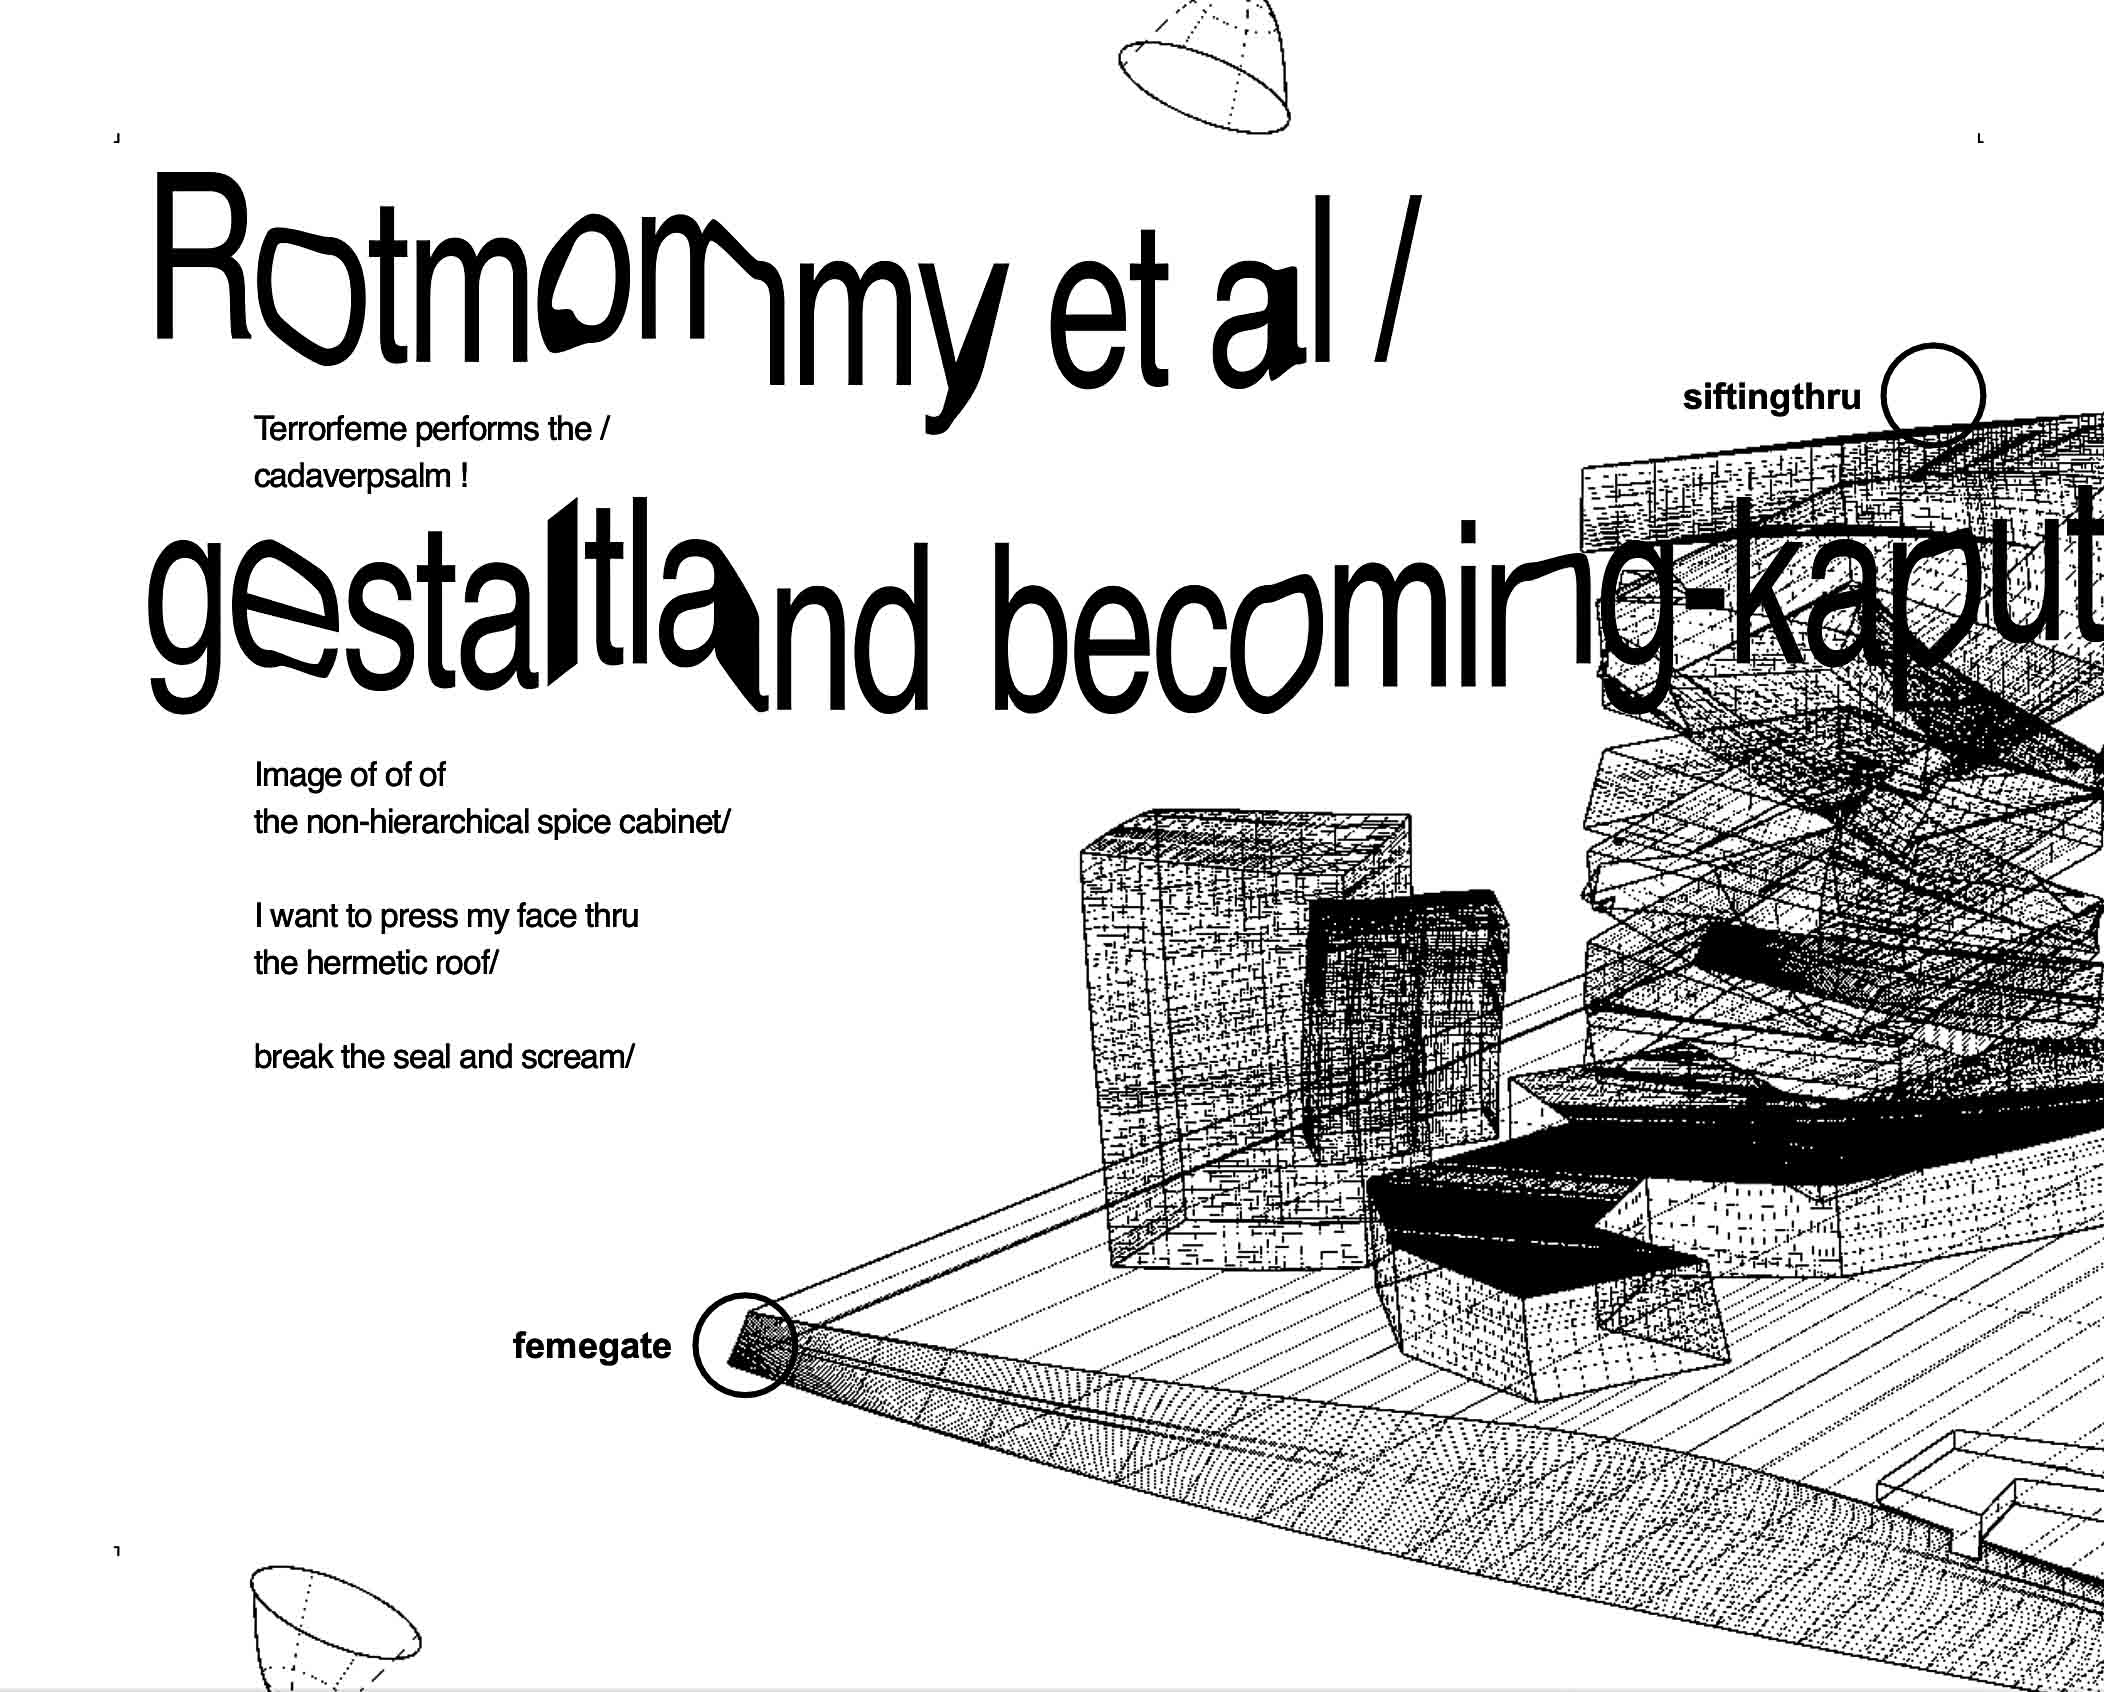 Rotmommy et al /
siftingthru
Terrorfeme performs the /
cadaverpsalm !
gestaltland becoming-kaput
Image of of of
the non-hierarchical spice cabinet/
I want to press my face thru
the hermetic roof/
break the seal and scream/
femegate